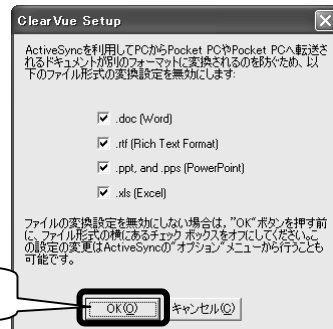 ClearVue Setup
ActiveSyncを利用してPCからPocket PCやPocket PCへ転送さ
れるドキュメントが別のフォーマットに変換されるのを防ぐため、以
下のファイル形式の変換設定を無効にします:
.doc (Word)
.rtf (Rich Text Format)
.ppt, and .pps (PowerPoint)
.xls (Excel)
ファイルの変換設定を無効にしない場合は, "OK"ボタンを押す前
に、ファイル形式の横にあるチェック ボックスをオフにしてください。こ
の設定の変更はActiveSyncの"オプション"メニューから行うことも
可能です。
OK(O) キャンセル(C)